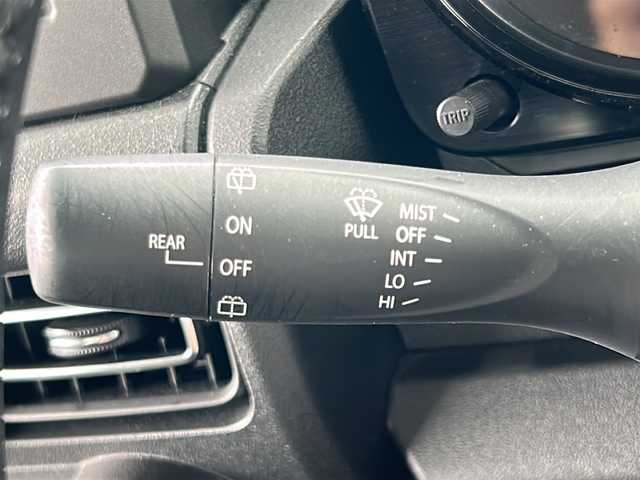 TRIP
MIST
ON
PULL
OFF
REAR
OFF
INT
LO
HI